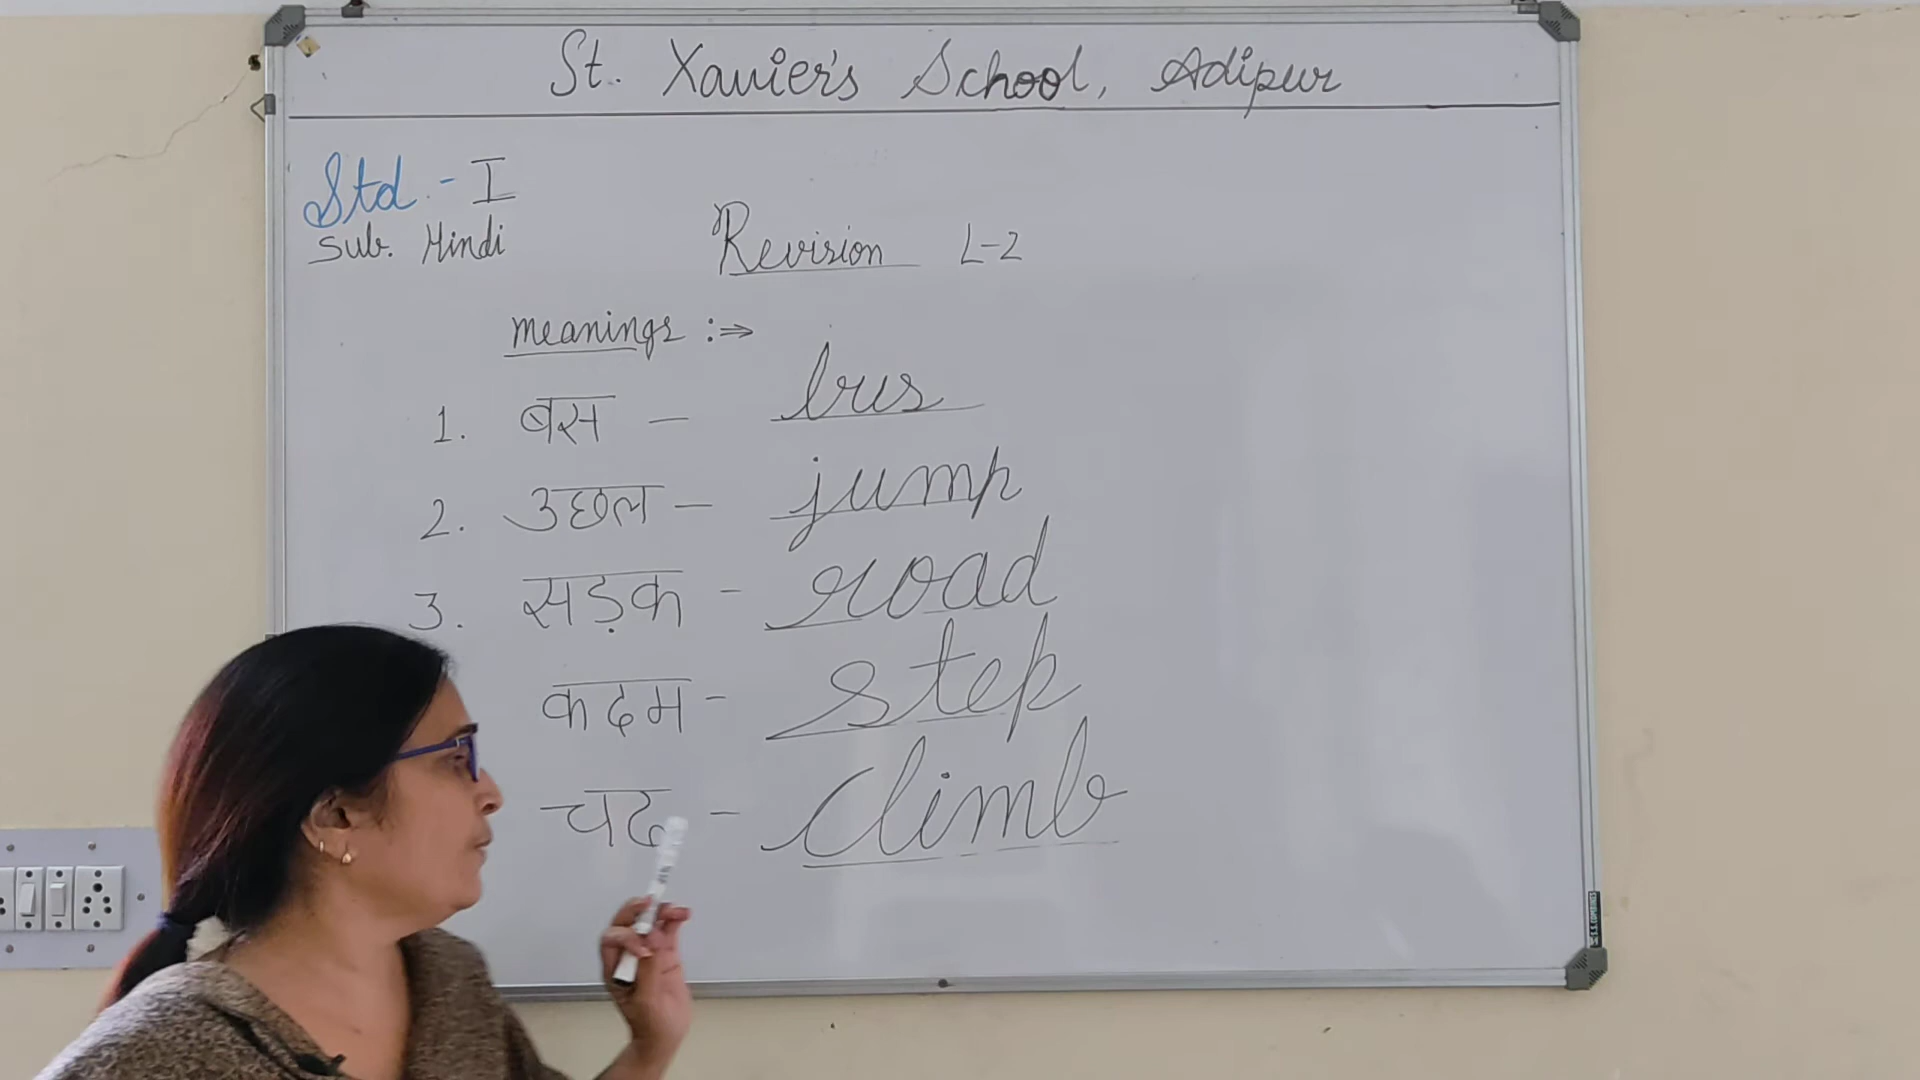 St. Xavier's School, Adipur
Std. - I
Sub. Hindi
Revision L-2
meanings :⇒
1. बस - bus
2. उछल - jump
3. सड़क - road
कदम - step
चढ - climb